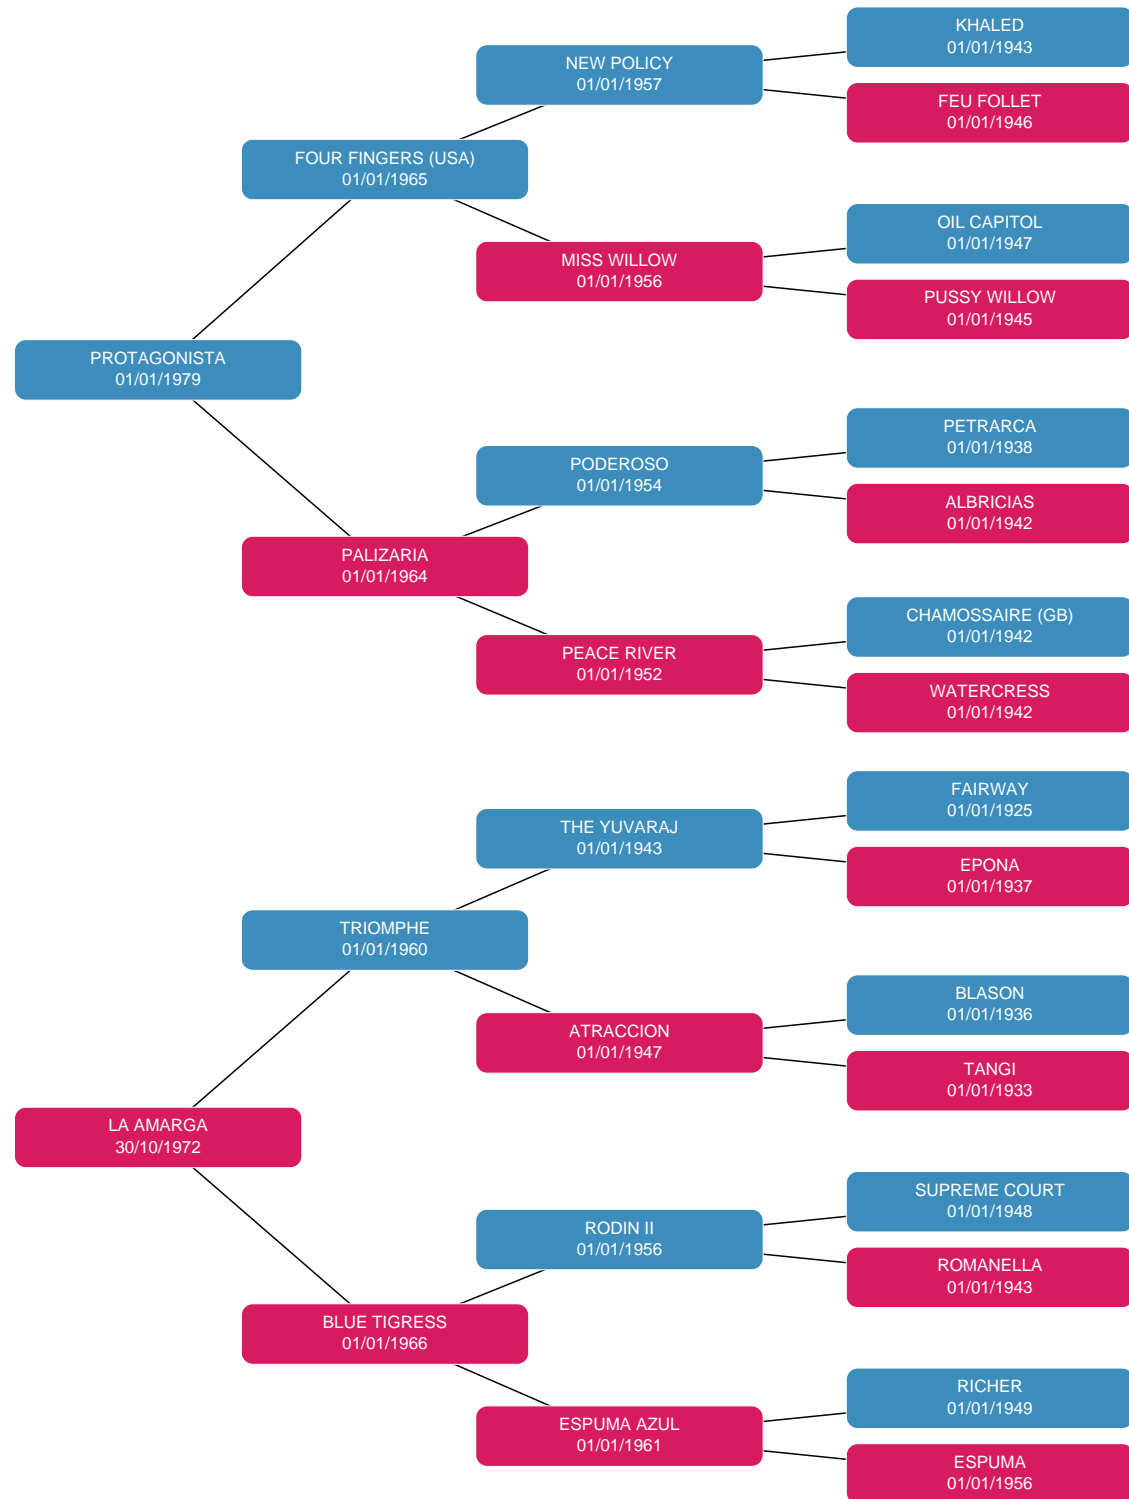 KHALED
01/01/1943
NEW POLICY
01/01/1957
FEU FOLLET
01/01/1946
FOUR FINGERS (USA)
01/01/1965
OIL CAPITOL
01/01/1947
MISS WILLOW
01/01/1956
PUSSY WILLOW
01/01/1945
PROTAGONISTA
01/01/1979
PETRARCA
01/01/1938
PODEROSO
01/01/1954
ALBRICIAS
01/01/1942
PALIZARIA
01/01/1964
CHAMOSSAIRE (GB)
01/01/1942
PEACE RIVER
01/01/1952
WATERCRESS
01/01/1942
FAIRWAY
01/01/1925
THE YUVARAJ
01/01/1943
EPONA
01/01/1937
TRIOMPHE
01/01/1960
BLASON
01/01/1936
ATRACCION
01/01/1947
TANGI
01/01/1933
LA AMARGA
30/10/1972
SUPREME COURT
01/01/1948
RODIN II
01/01/1956
ROMANELLA
01/01/1943
BLUE TIGRESS
01/01/1966
RICHER
01/01/1949
ESPUMA AZUL
01/01/1961
ESPUMA
01/01/1956